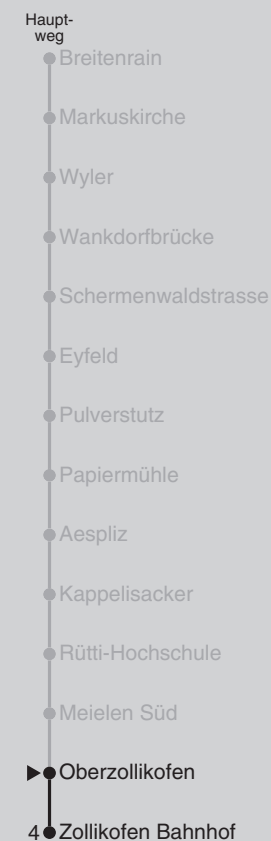 Haupt-
weg
Breitenrain
Markuskirche
Wyler
Wankdorfbrücke
Schermenwaldstrasse
Eyfeld
Pulverstutz
Papiermühle
Aespliz
Kappelisacker
Rütti-Hochschule
Meielen Süd
Oberzollikofen
4 Zollikofen Bahnhof